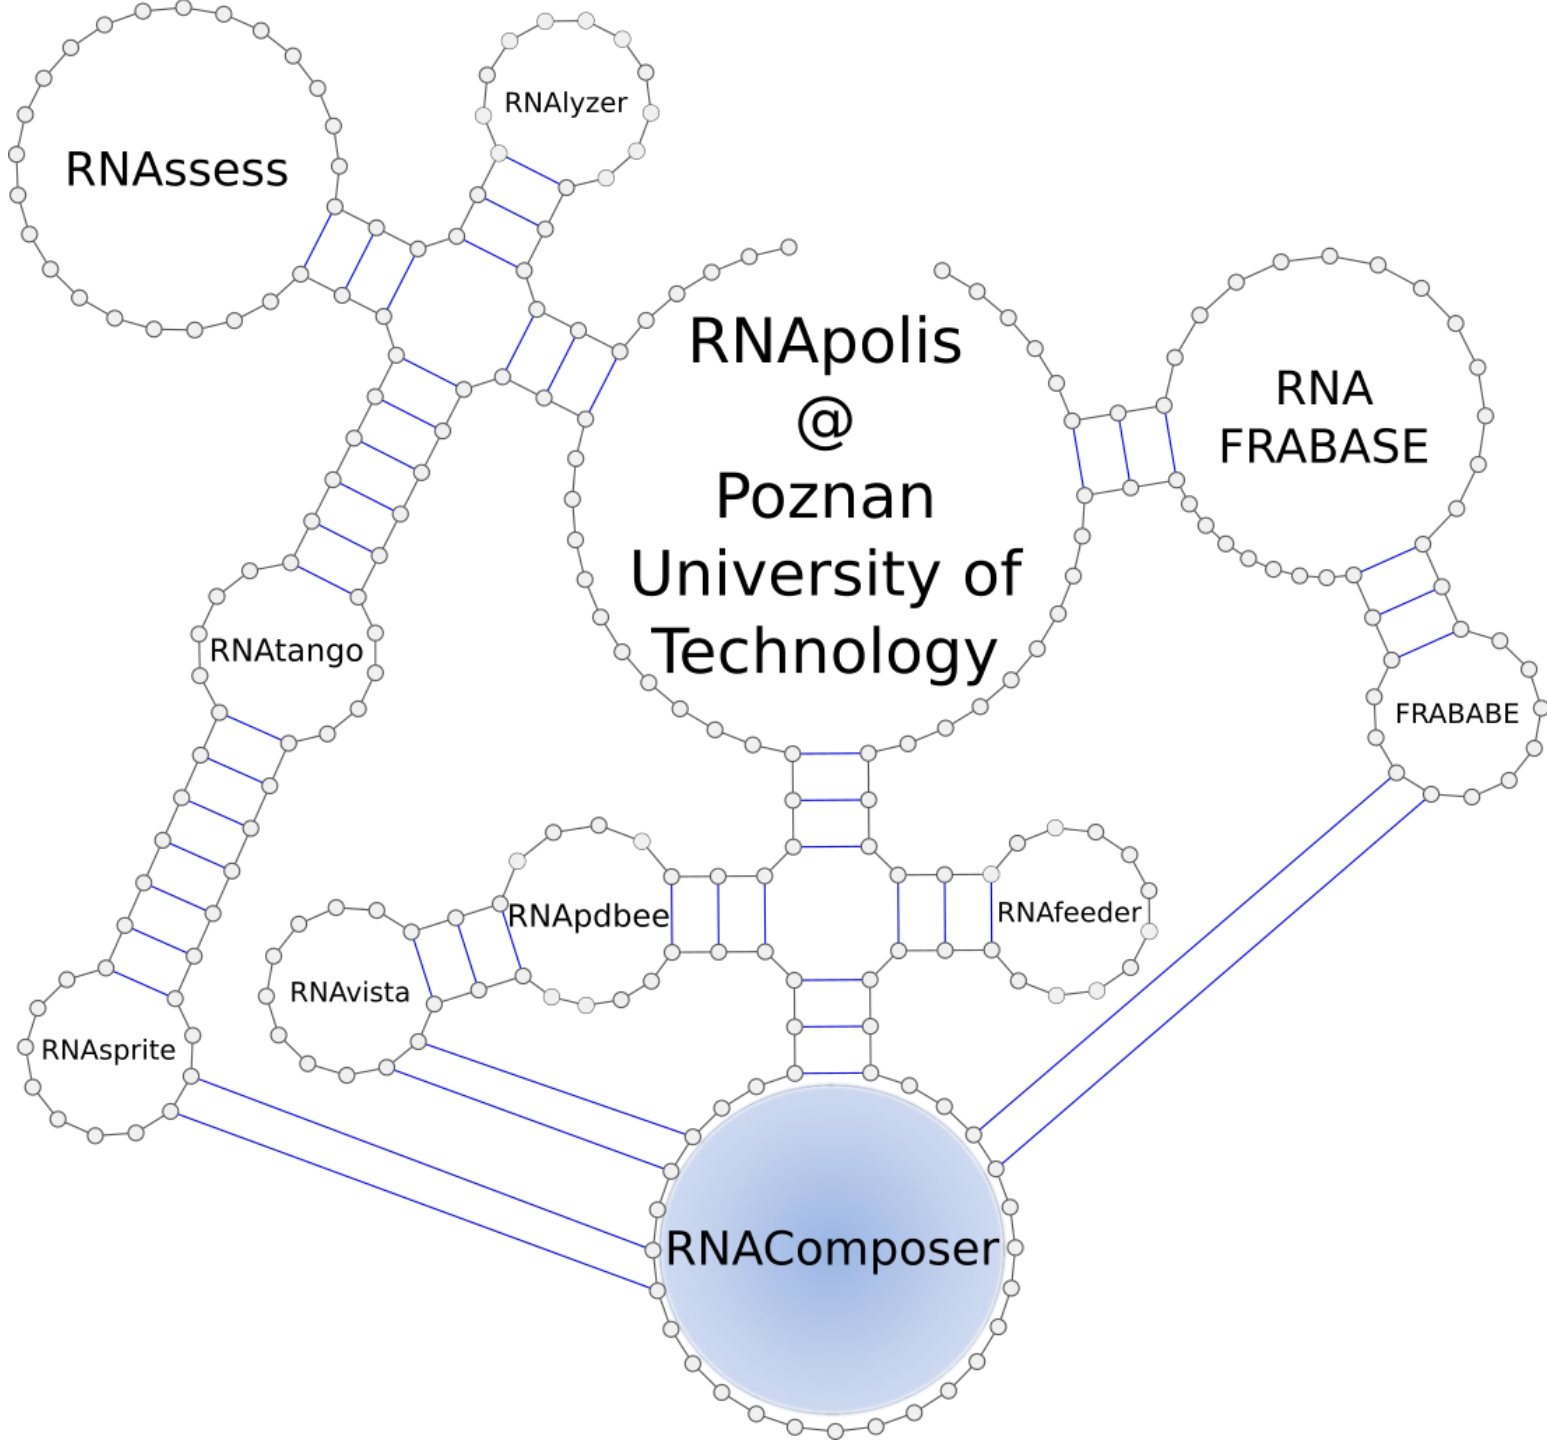 RNAlyzer
RNAssess
RNApolis
@
Poznan
University of
Technology
RNA
FRABASE
RNAtango
FRABABE
RNApdbee
RNAfeeder
RNAvista
RNAsprite
RNAComposer